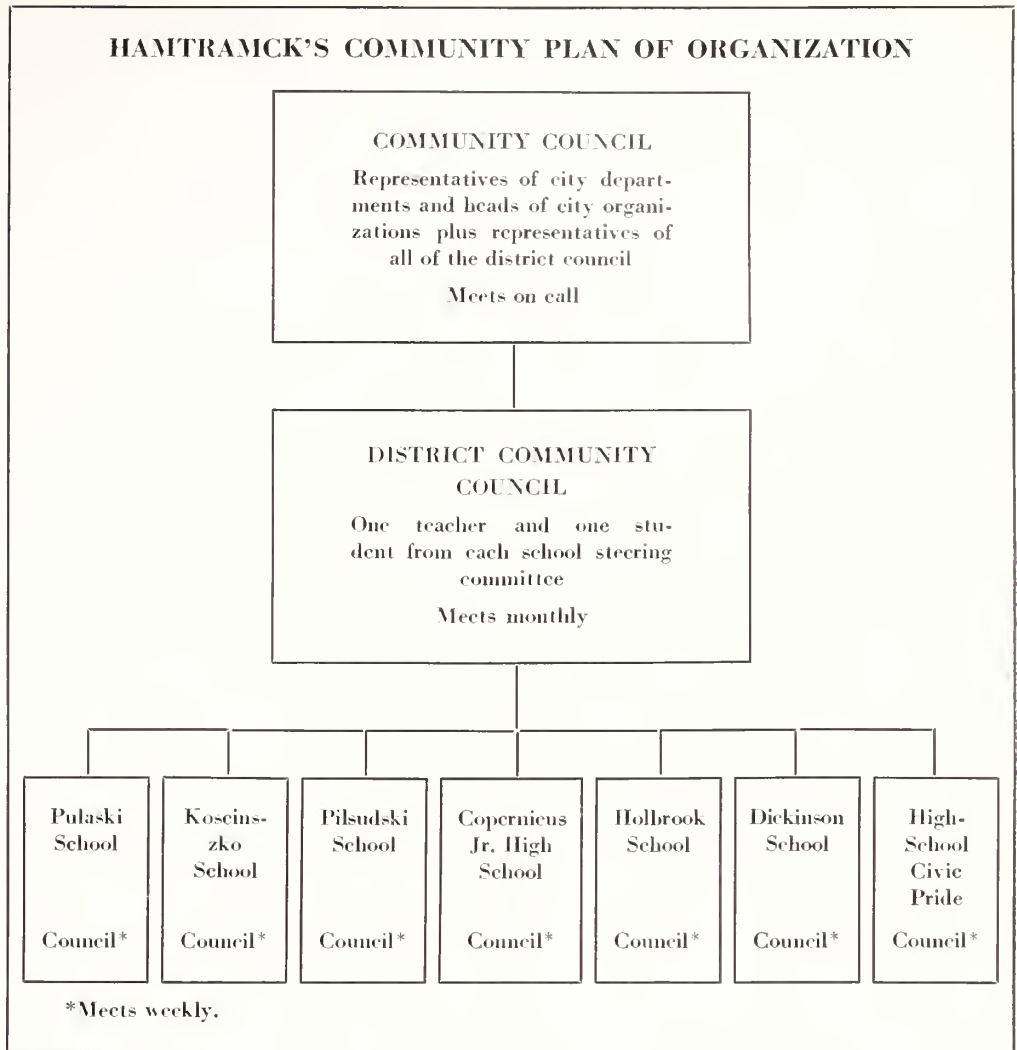 HAMTRAMCK'S COMMUNITY PLAN OF ORGANIZATION
COMMUNITY COUNCIL
Representatives of city depart-
ments and heads of city organi-
zations plus representatives of
all of the district council
Meets on call
DISTRICT COMMUNITY
COUNCIL
One teacher and one stu-
dent from each school steering
committee
Meets monthly
Pulaski
School
Council*
Koscins-
zko
School
Council*
Pilsudski
School
Council*
Copernicus
Jr. High
School
Council*
Holbrook
School
Council*
Dickinson
School
Council*
High-
School
Civic
Pride
Council*
*Meets weekly.